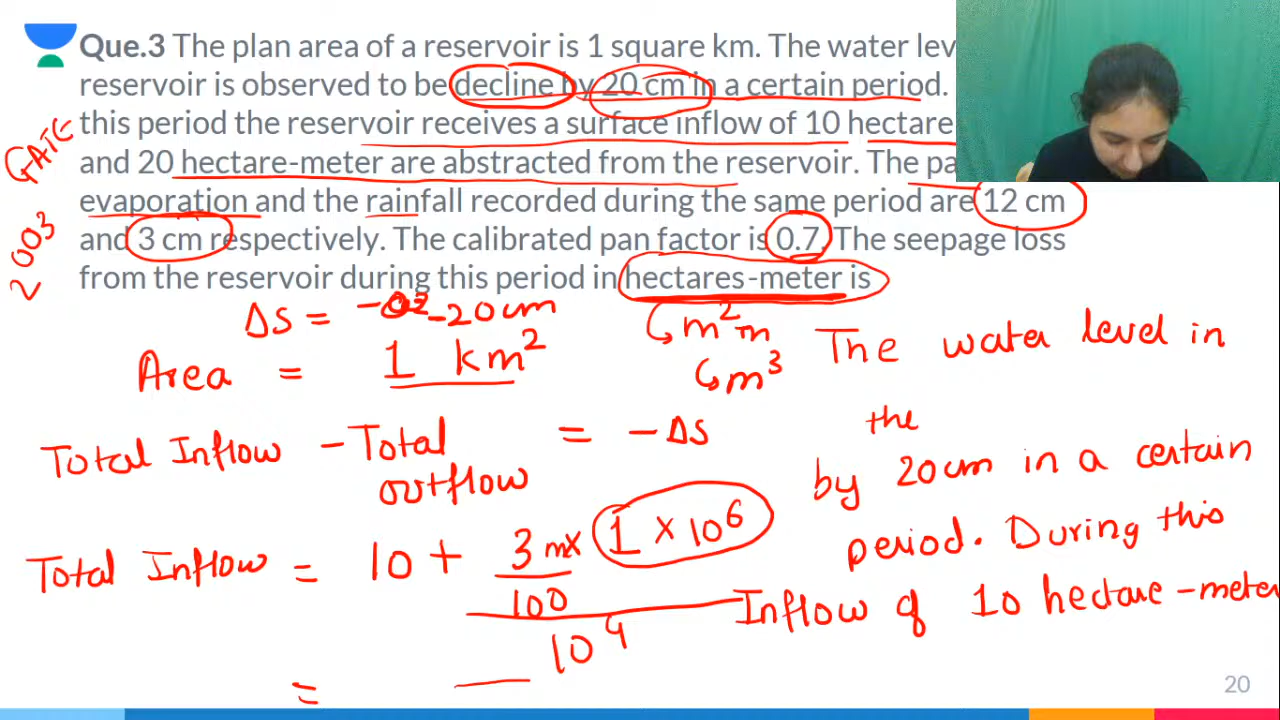 Que.3 The plan area of a reservoir is 1 square km. The water lev
reservoir is observed to be decline by 20 cm in a certain period.
this period the reservoir receives a surface inflow of 10 hectare
and 20 hectare-meter are abstracted from the reservoir. The pa
evaporation and the rainfall recorded during the same period are 12 cm
and 3 cm respectively. The calibrated pan factor is 0.7. The seepage loss
from the reservoir during this period in hectares-meter is
GATE
2003
ΔS = -20cm
m² m
The water level in
Area = 1 km²
m³
the
Total Inflow - Total outflow = - ΔS
by 20cm in a certain
period. During this
Total Inflow = 10 + 3 m x 1 x 10⁶
100
Inflow of 10 hectare-meter
10⁴
=
20